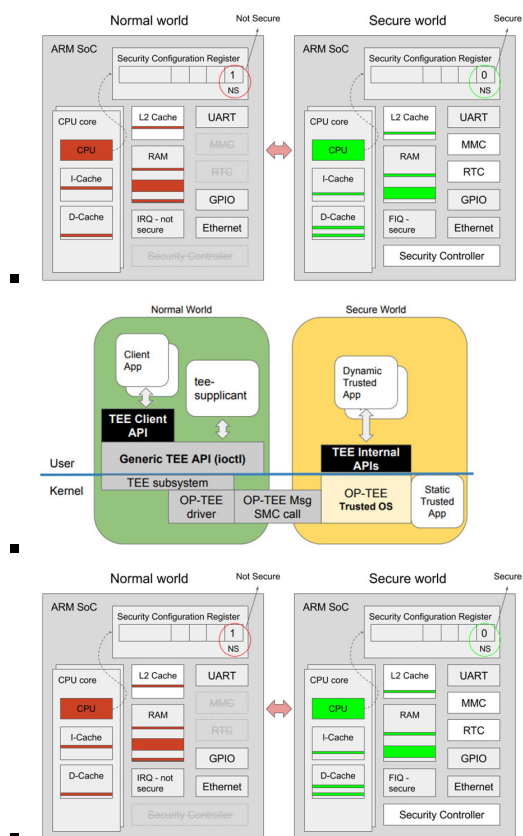 Normal world
Not Secure
Secure world
Secure
ARM SoC
Security Configuration Register
1
NS
CPU core
CPU
I-Cache
D-Cache
L2 Cache
RAM
IRQ - not
secure
UART
MMC
RTC
GPIO
Ethernet
Security Controller
ARM SoC
Security Configuration Register
0
NS
CPU core
CPU
I-Cache
D-Cache
L2 Cache
RAM
FIQ -
secure
UART
MMC
RTC
GPIO
Ethernet
Security Controller
Normal World
Secure World
Client
App
tee-
supplicant
TEE Client
API
Generic TEE API (ioctl)
TEE subsystem
OP-TEE
driver
OP-TEE Msg
SMC call
User
Kernel
Dynamic
Trusted
App
TEE Internal
APIs
OP-TEE
Trusted OS
Static
Trusted
App
Normal world
Not Secure
Secure world
Secure
ARM SoC
Security Configuration Register
1
NS
CPU core
CPU
I-Cache
D-Cache
L2 Cache
RAM
IRQ - not
secure
UART
MMC
RTC
GPIO
Ethernet
Security Controller
ARM SoC
Security Configuration Register
0
NS
CPU core
CPU
I-Cache
D-Cache
L2 Cache
RAM
FIQ -
secure
UART
MMC
RTC
GPIO
Ethernet
Security Controller